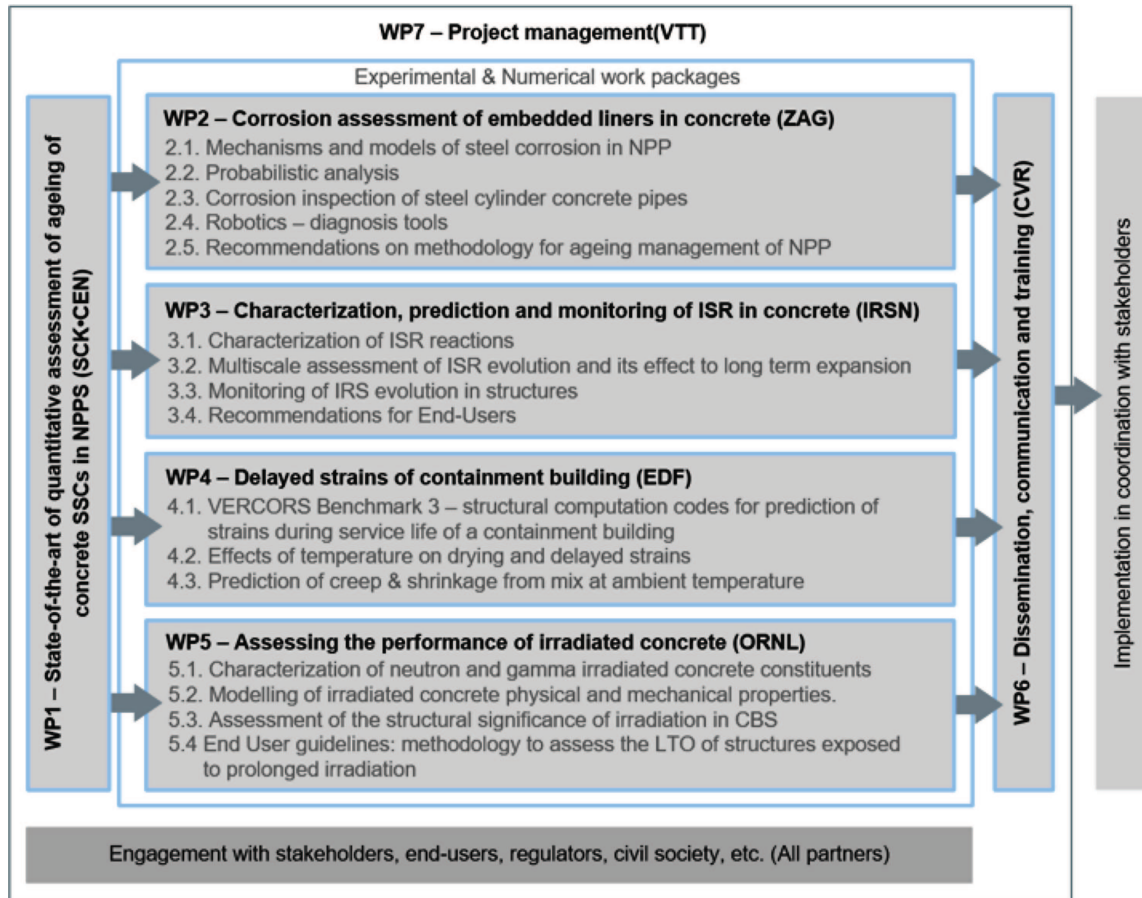 WP7 – Project management(VTT)
Experimental & Numerical work packages
WP1 – State-of-the-art of quantitative assessment of ageing of
concrete SSCs in NPPS (SCK•CEN)
WP2 – Corrosion assessment of embedded liners in concrete (ZAG)
2.1. Mechanisms and models of steel corrosion in NPP
2.2. Probabilistic analysis
2.3. Corrosion inspection of steel cylinder concrete pipes
2.4. Robotics – diagnosis tools
2.5. Recommendations on methodology for ageing management of NPP
WP3 – Characterization, prediction and monitoring of ISR in concrete (IRSN)
3.1. Characterization of ISR reactions
3.2. Multiscale assessment of ISR evolution and its effect to long term expansion
3.3. Monitoring of IRS evolution in structures
3.4. Recommendations for End-Users
WP4 – Delayed strains of containment building (EDF)
4.1. VERCORS Benchmark 3 – structural computation codes for prediction of
strains during service life of a containment building
4.2. Effects of temperature on drying and delayed strains
4.3. Prediction of creep & shrinkage from mix at ambient temperature
WP5 – Assessing the performance of irradiated concrete (ORNL)
5.1. Characterization of neutron and gamma irradiated concrete constituents
5.2. Modelling of irradiated concrete physical and mechanical properties.
5.3. Assessment of the structural significance of irradiation in CBS
5.4 End User guidelines: methodology to assess the LTO of structures exposed
to prolonged irradiation
WP6 – Dissemination, communication and training (CVR)
Implementation in coordination with stakeholders
Engagement with stakeholders, end-users, regulators, civil society, etc. (All partners)